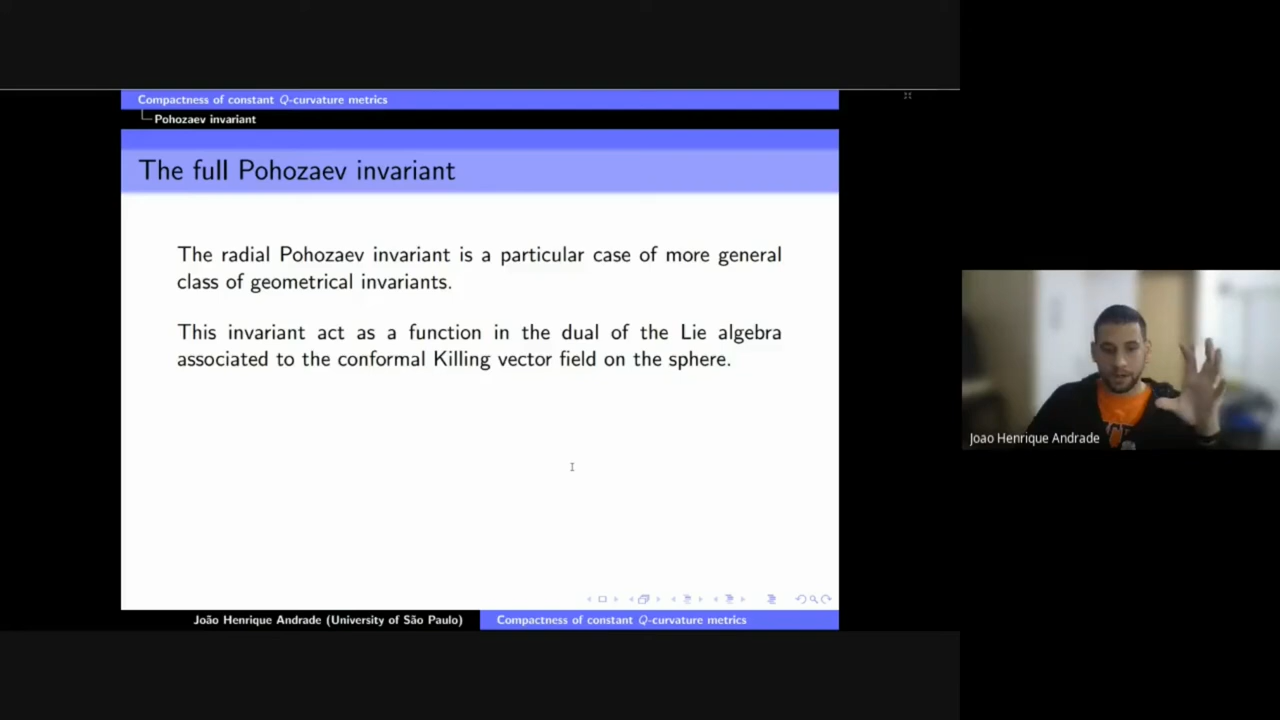 Compactness of constant Q-curvature metrics
Pohozaev invariant
The full Pohozaev invariant
The radial Pohozaev invariant is a particular case of more general
class of geometrical invariants.
This invariant act as a function in the dual of the Lie algebra
associated to the conformal Killing vector field on the sphere.
Joao Henrique Andrade
João Henrique Andrade (University of São Paulo)
Compactness of constant Q-curvature metrics